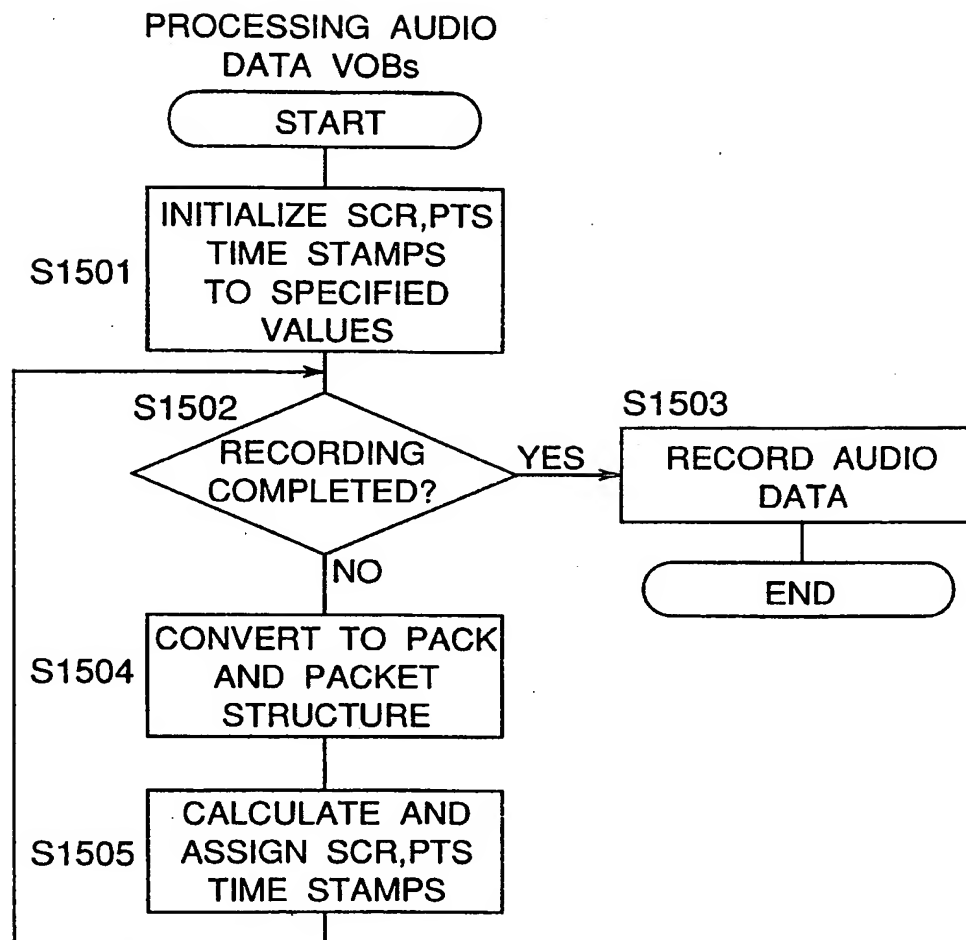 PROCESSING AUDIO
DATA VOBs
START
S1501
INITIALIZE SCR,PTS
TIME STAMPS
TO SPECIFIED
VALUES
S1502
RECORDING
COMPLETED?
YES
S1503
RECORD AUDIO
DATA
END
NO
S1504
CONVERT TO PACK
AND PACKET
STRUCTURE
S1505
CALCULATE AND
ASSIGN SCR,PTS
TIME STAMPS